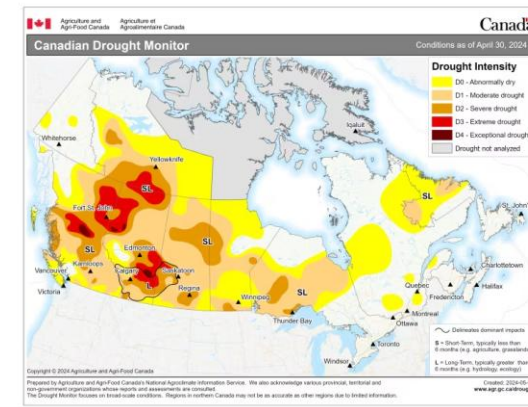 Agriculture and
Agri-Food Canada
Agriculture et
Agroalimentaire Canada
Canad
Canadian Drought Monitor
Conditions as of April 30, 2024
Drought Intensity
D0 - Abnormally dry
D1 - Moderate drought
D2 - Severe drought
D3 - Extreme drought
D4 - Exceptional drough
Drought not analyzed
Iqaluit
Whitehorse
Yellowknife
SL
Fort St. John
SL
St. John'
SL
SL
Edmonton
Kamloops
Calgary
Saskatoon
Vancouver
L
Victoria
Regina
Winnipeg
SL
Thunder Bay
Charlottetown
Quebec
Halifax
Fredericton
Montreal
Ottawa
Toronto
Windsor
Delineates dominant impacts
S = Short-Term, typically less than
6 months (e.g. agriculture, grassland
L = Long-Term, typically greater than
6 months (e.g. hydrology, ecology)
Copyright © 2024 Agriculture and Agri-Food Canada
Prepared by Agriculture and Agri-Food Canada's National Agroclimate Information Service. We also acknowledge various provincial, territorial and
non-government organizations whose reports and assessments are consulted.
The Drought Monitor focuses on broad-scale conditions. Regions in northern Canada may not be as accurate as other regions due to limited information.
Created: 2024-05-
www.agr.gc.ca/drough